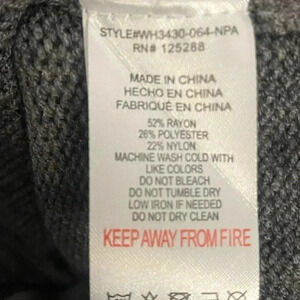 STYLE#WH3430-064-NPA
RN# 125288
MADE IN CHINA
HECHO EN CHINA
FABRIQUÉ EN CHINA
52% RAYON
26% POLYESTER
22% NYLON
MACHINE WASH COLD WITH
LIKE COLORS
DO NOT BLEACH
DO NOT TUMBLE DRY
LOW IRON IF NEEDED
DO NOT DRY CLEAN
KEEP AWAY FROM FIRE